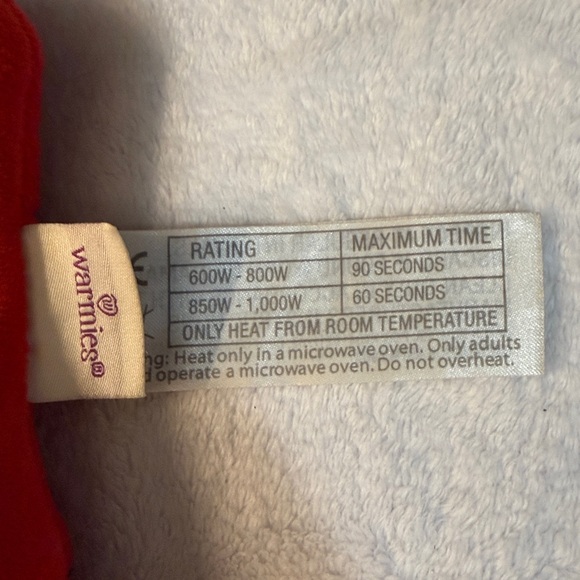 warmies®
RATING MAXIMUM TIME
600W - 800W 90 SECONDS
850W - 1,000W 60 SECONDS
ONLY HEAT FROM ROOM TEMPERATURE
Heat only in a microwave oven. Only adults
operate a microwave oven. Do not overheat.